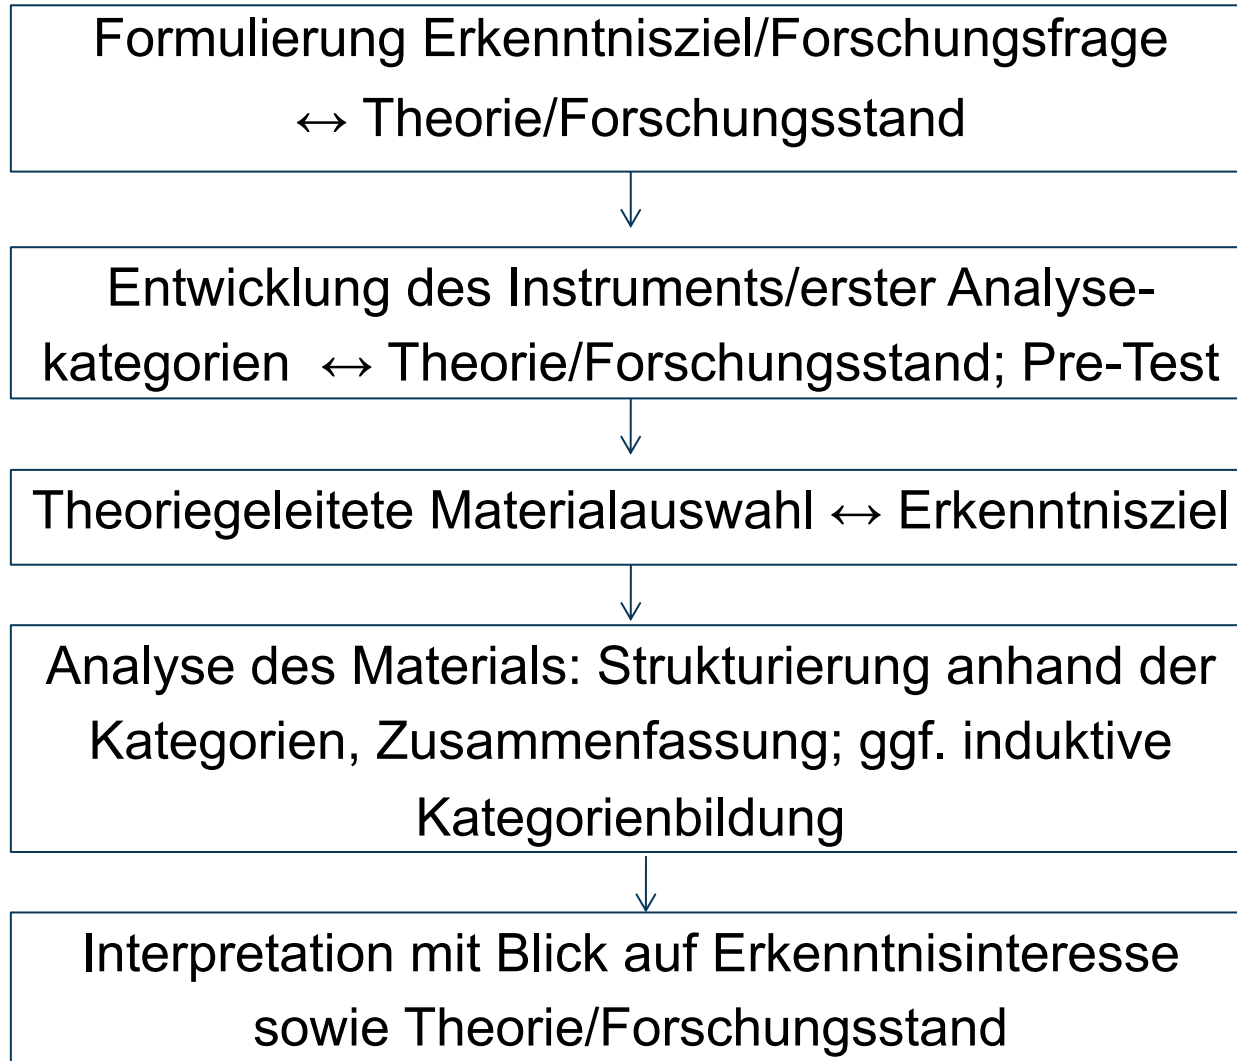 Formulierung Erkenntnisziel/Forschungsfrage
↔ Theorie/Forschungsstand
Entwicklung des Instruments/erster Analyse-
kategorien ↔ Theorie/Forschungsstand; Pre-Test
Theoriegeleitete Materialauswahl ↔ Erkenntnisziel
Analyse des Materials: Strukturierung anhand der
Kategorien, Zusammenfassung; ggf. induktive
Kategorienbildung
Interpretation mit Blick auf Erkenntnisinteresse
sowie Theorie/Forschungsstand